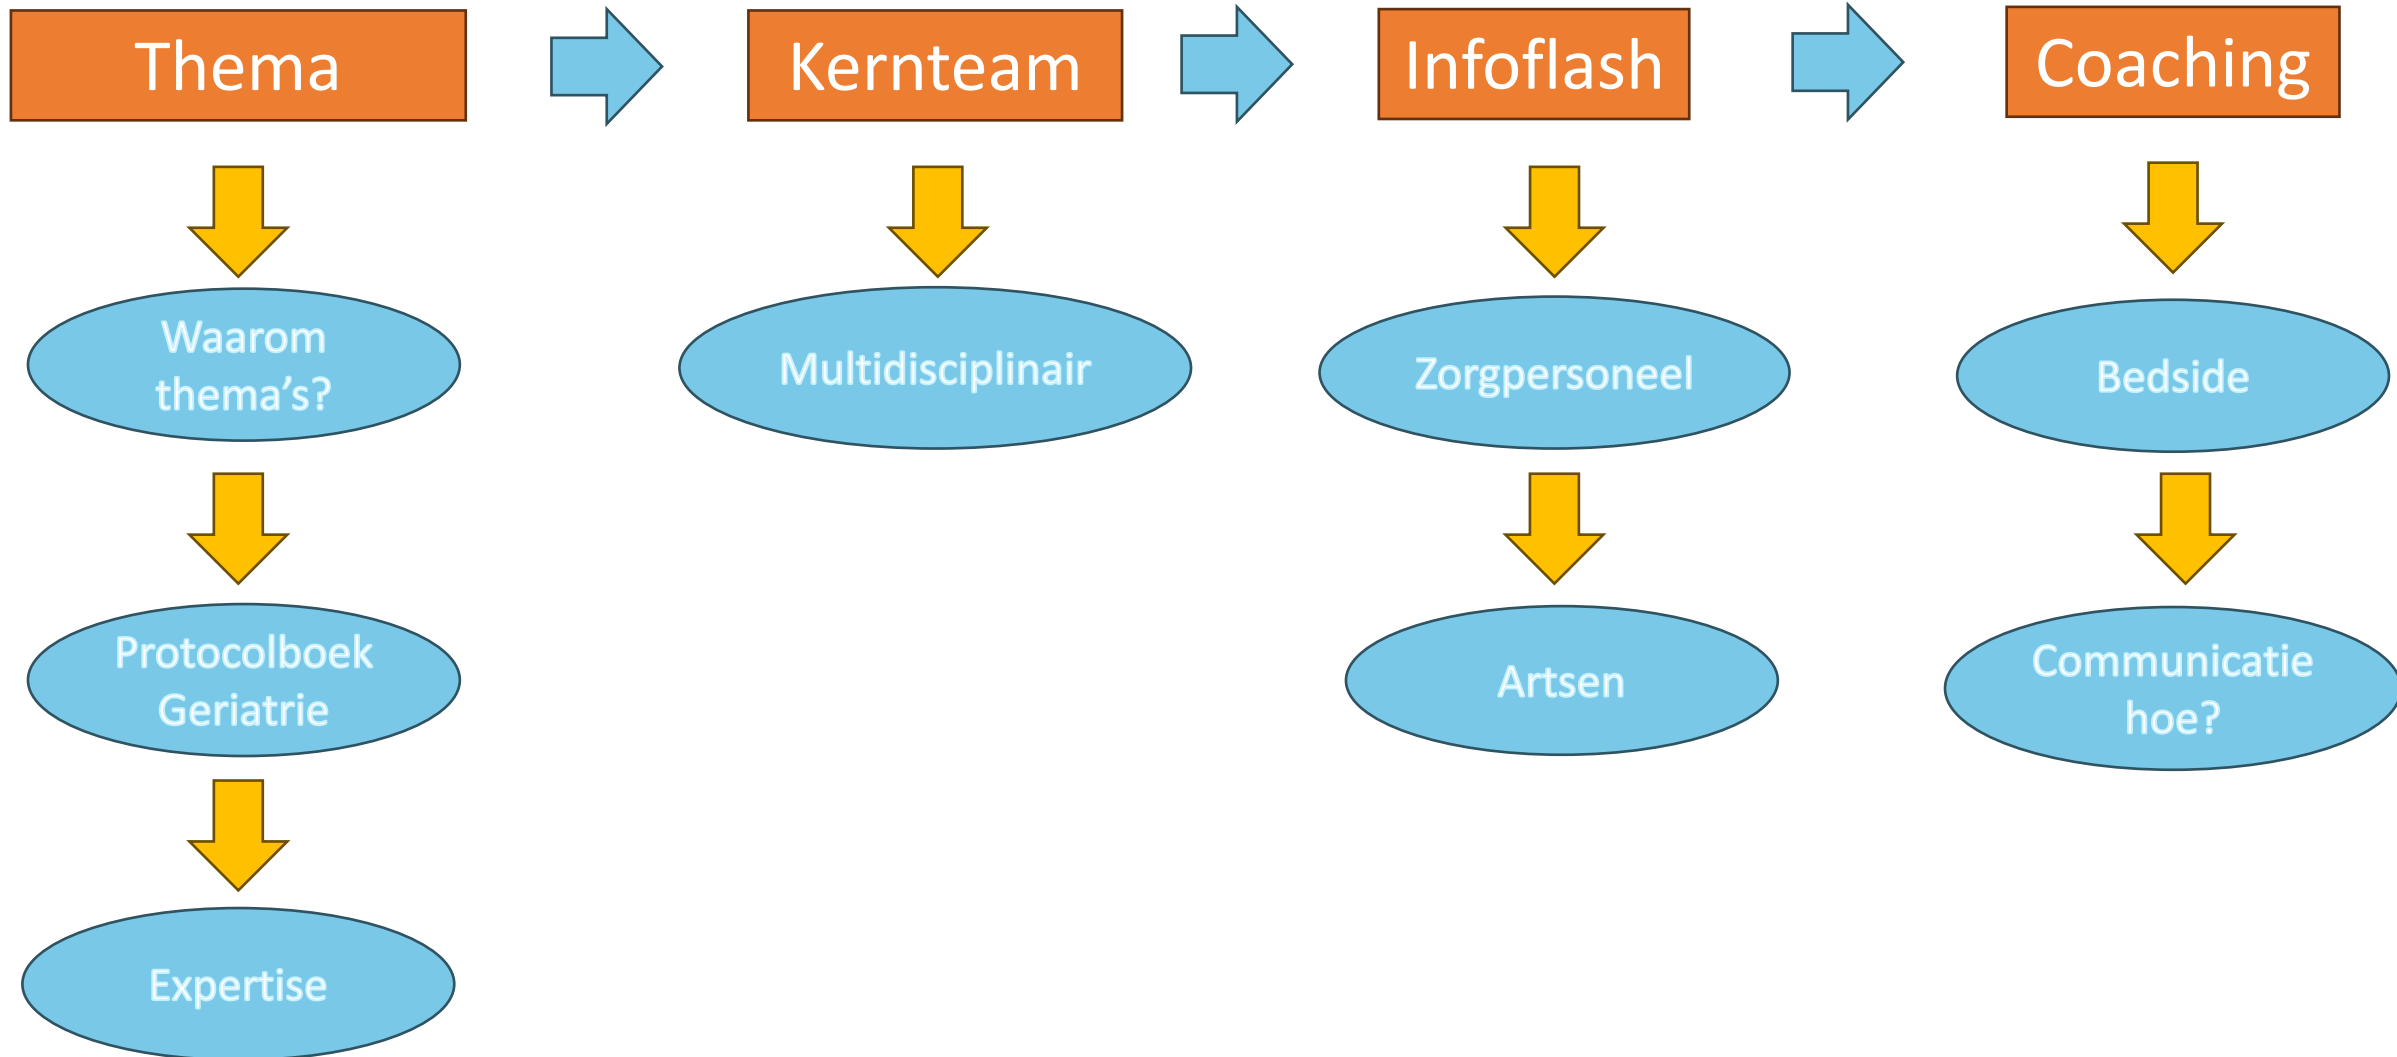 Thema
Kernteam
Infoflash
Coaching
Waarom
thema’s?
Multidisciplinair
Zorgpersoneel
Bedside
Protocolboek
Geriatrie
Artsen
Communicatie
hoe?
Expertise